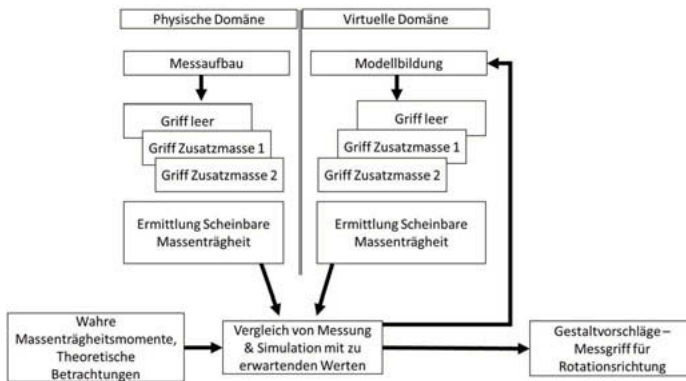 Physische Domäne
Virtuelle Domäne
Messaufbau
Modellbildung
Griff leer
Griff Zusatzmasse 1
Griff Zusatzmasse 2
Griff leer
Griff Zusatzmasse 1
Griff Zusatzmasse 2
Ermittlung Scheinbare
Massenträgheit
Ermittlung Scheinbare
Massenträgheit
Wahre
Massenträgheitsmomente,
Theoretische
Betrachtungen
Vergleich von Messung
& Simulation mit zu
erwartenden Werten
Gestaltvorschläge –
Messgriff für
Rotationsrichtung